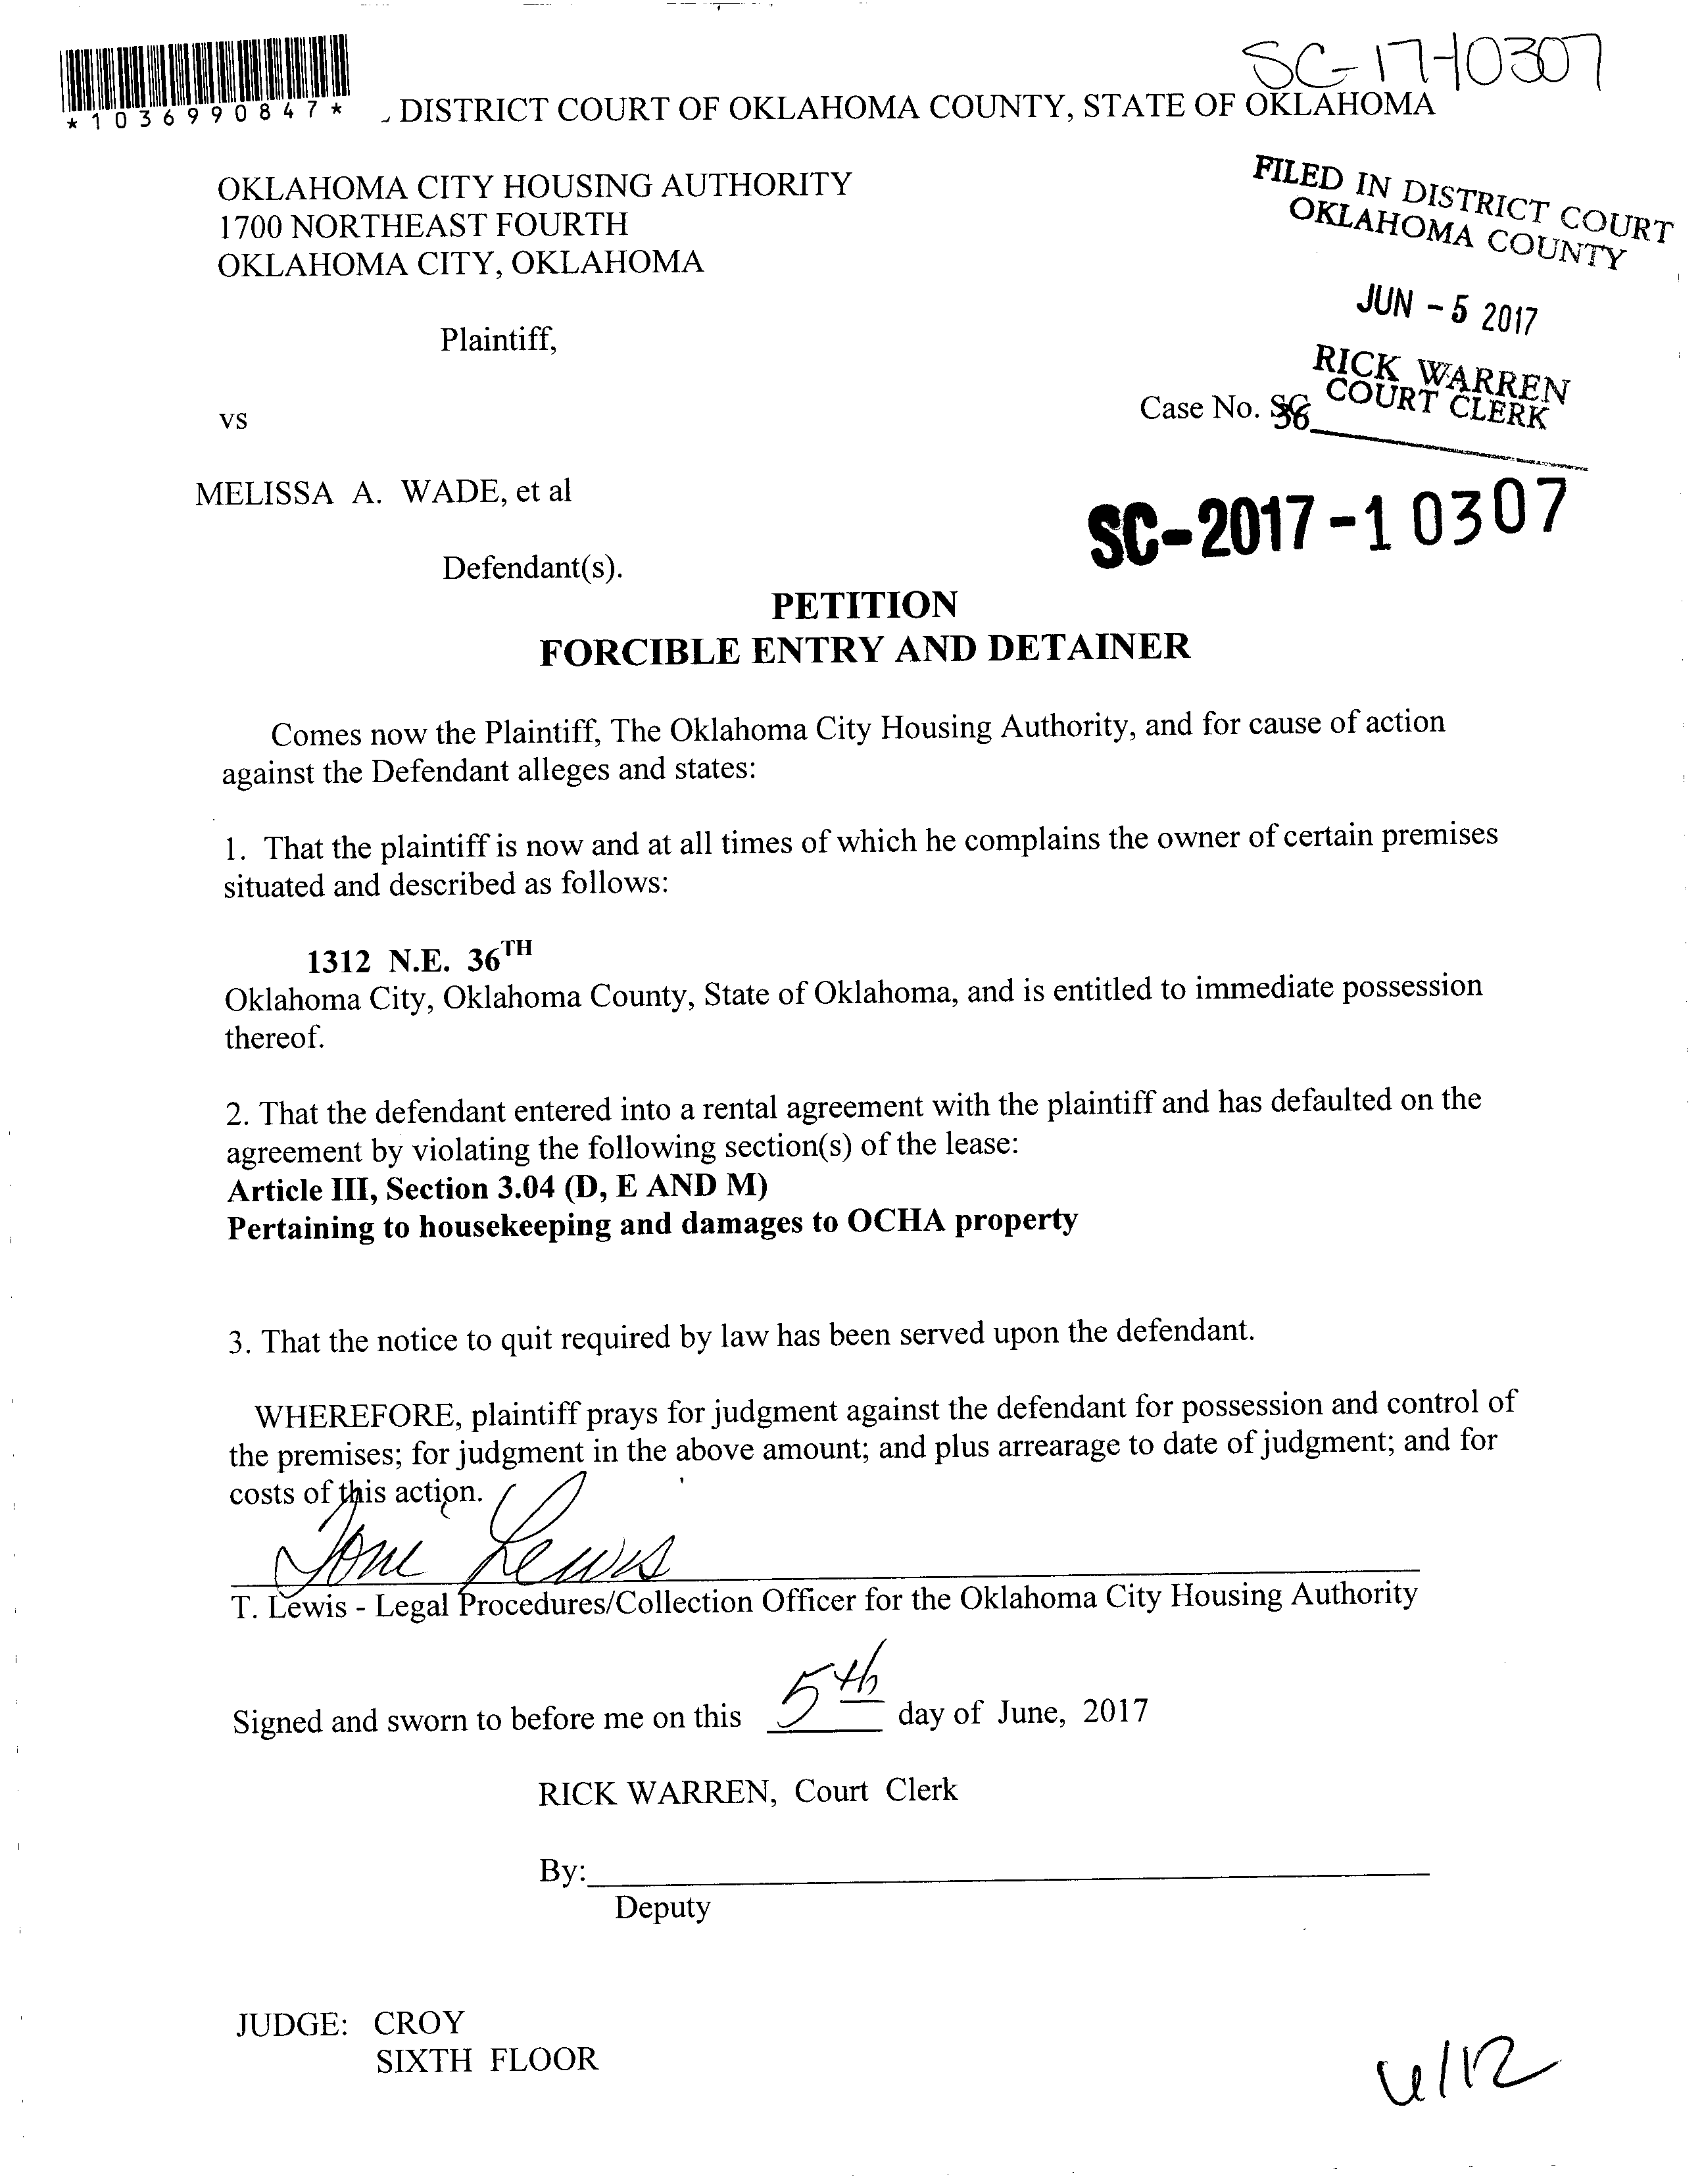 SC-17-10307
*1036990847*
DISTRICT COURT OF OKLAHOMA COUNTY, STATE OF OKLAHOMA
OKLAHOMA CITY HOUSING AUTHORITY
1700 NORTHEAST FOURTH
OKLAHOMA CITY, OKLAHOMA
FILED IN DISTRICT COURT
OKLAHOMA COUNTY
JUN - 5 2017
RICK WARREN
COURT CLERK
Plaintiff,
vs
Case No.
MELISSA A. WADE, et al
SC-2017-10307
Defendant(s).
PETITION
FORCIBLE ENTRY AND DETAINER
Comes now the Plaintiff, The Oklahoma City Housing Authority, and for cause of action
against the Defendant alleges and states:
1. That the plaintiff is now and at all times of which he complains the owner of certain premises
situated and described as follows:
1312 N.E. 36TH
Oklahoma City, Oklahoma County, State of Oklahoma, and is entitled to immediate possession
thereof.
2. That the defendant entered into a rental agreement with the plaintiff and has defaulted on the
agreement by violating the following section(s) of the lease:
Article III, Section 3.04 (D, E AND M)
Pertaining to housekeeping and damages to OCHA property
3. That the notice to quit required by law has been served upon the defendant.
WHEREFORE, plaintiff prays for judgment against the defendant for possession and control of
the premises; for judgment in the above amount; and plus arrearage to date of judgment; and for
costs of this action.
Toni Lewis
T. Lewis - Legal Procedures/Collection Officer for the Oklahoma City Housing Authority
Signed and sworn to before me on this 5th day of June, 2017
RICK WARREN, Court Clerk
By:
Deputy
JUDGE: CROY
SIXTH FLOOR
6/12